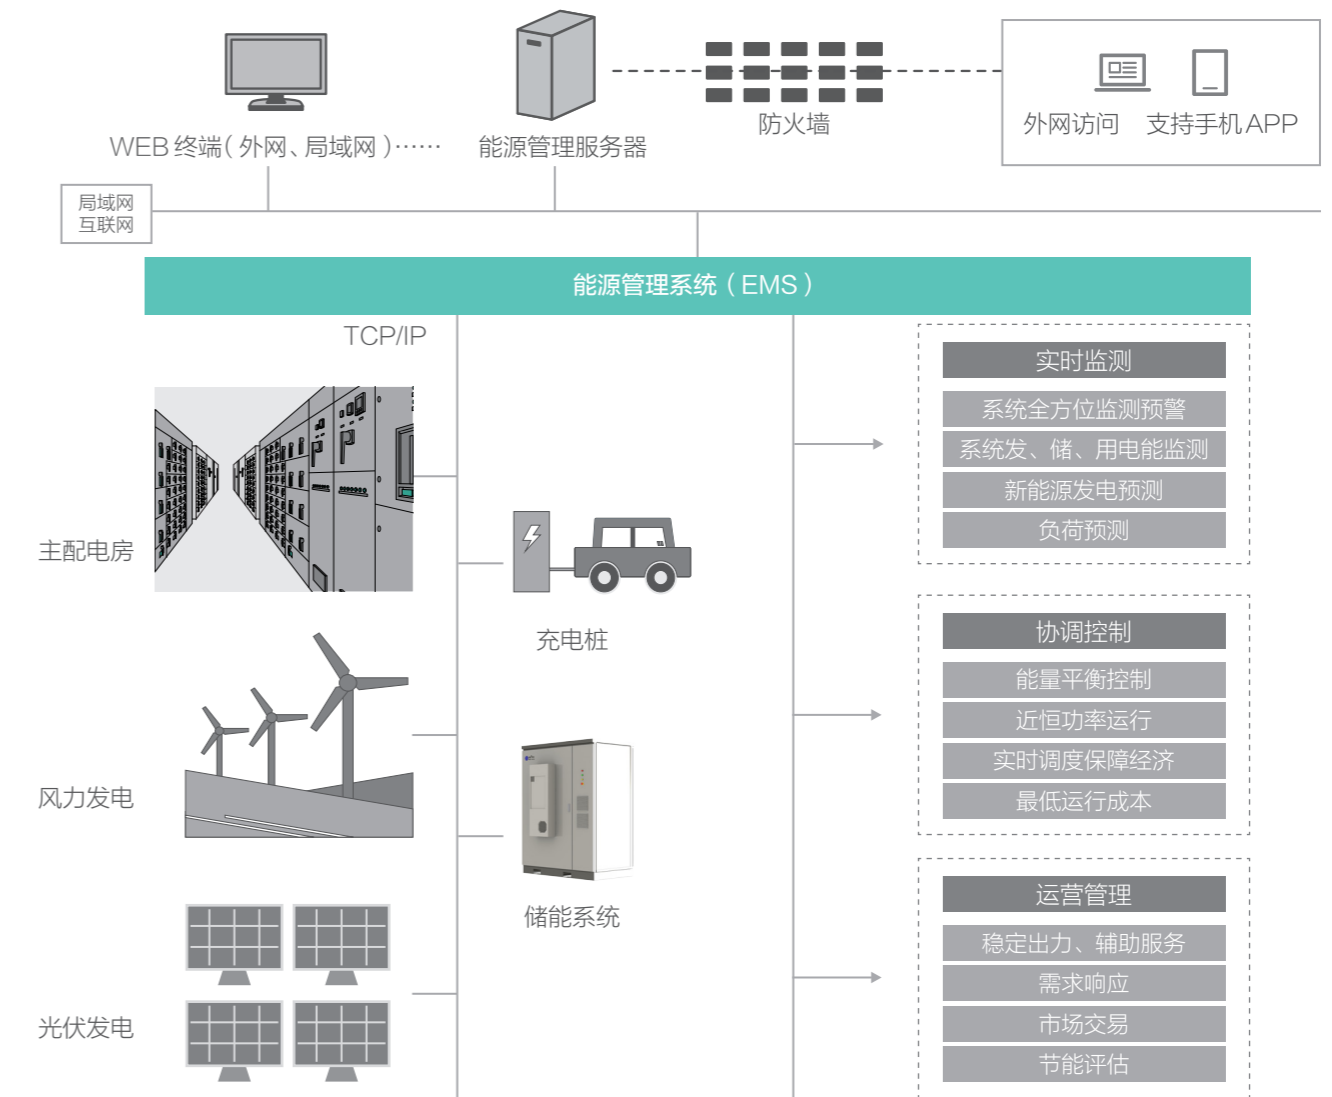 WEB 终端（外网、局域网）……
能源管理服务器
防火墙
外网访问
支持手机APP
局域网
互联网
能源管理系统（EMS）
TCP/IP
主配电房
充电桩
风力发电
储能系统
光伏发电
实时监测
系统全方位监测预警
系统发、储、用电能监测
新能源发电预测
负荷预测
协调控制
能量平衡控制
近恒功率运行
实时调度保障经济
最低运行成本
运营管理
稳定出力、辅助服务
需求响应
市场交易
节能评估